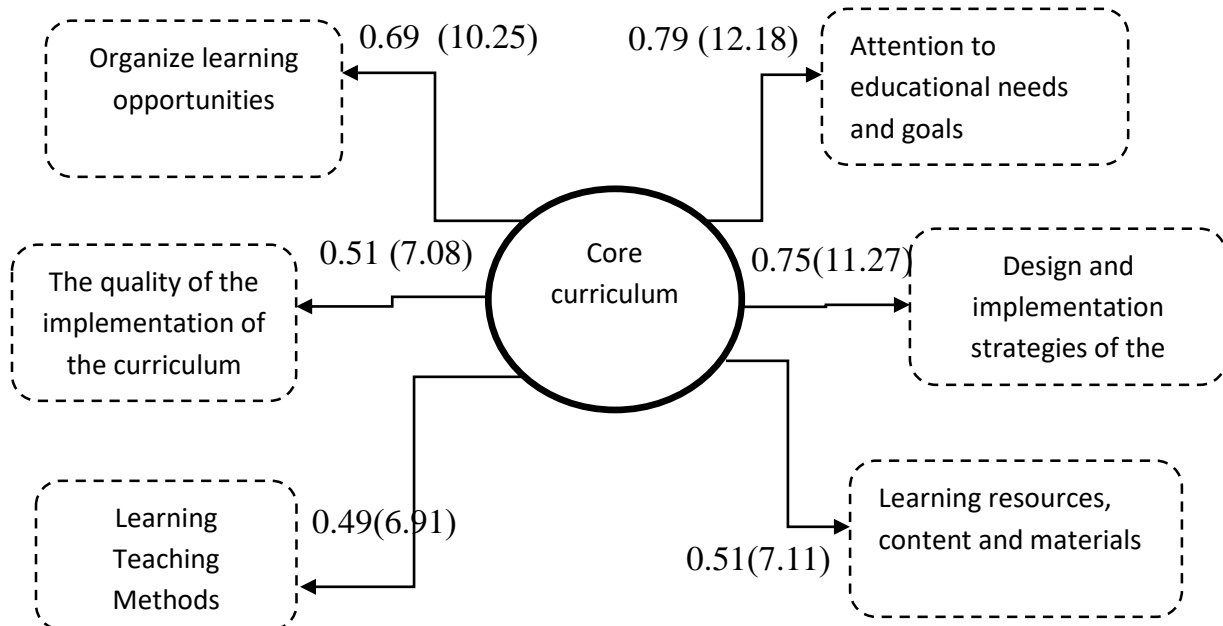 0.69 (10.25)
Organize learning
opportunities
0.79 (12.18)
Attention to
educational needs
and goals
0.51 (7.08)
The quality of the
implementation of
the curriculum
Core
curriculum
0.75(11.27)
Design and
implementation
strategies of the
Learning
Teaching
Methods
0.49(6.91)
Learning resources,
content and materials
0.51(7.11)